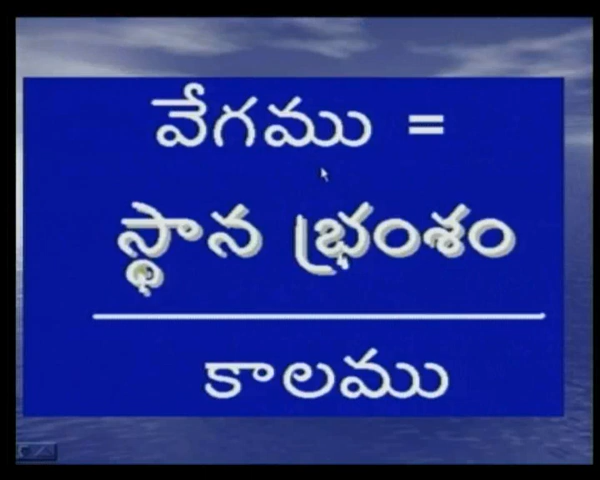 వేగము =
స్థాన భ్రంశం
కాలము